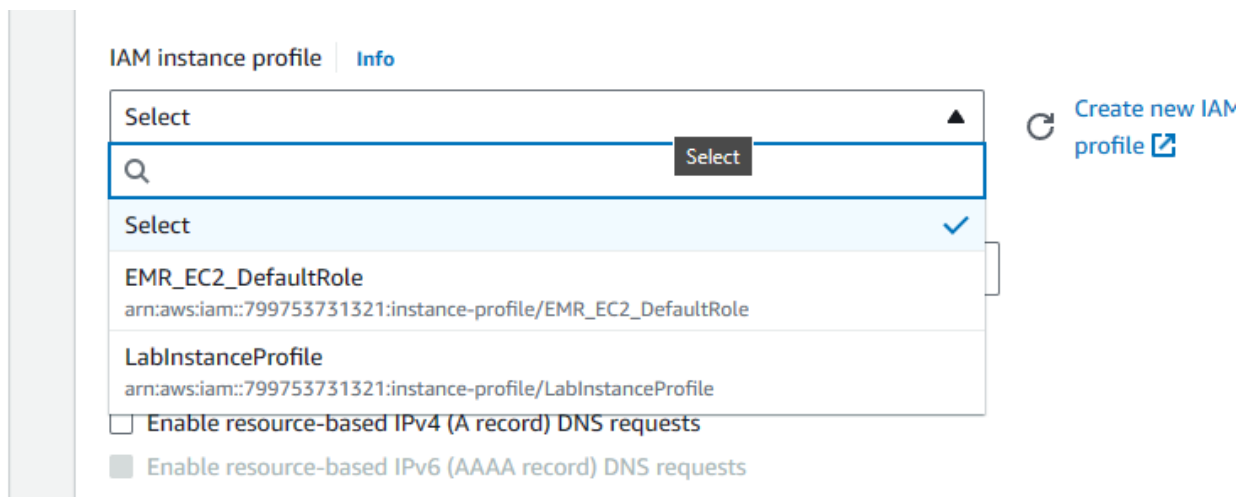 IAM instance profile Info
Select
Create new IAM
profile
Select
Select
EMR_EC2_DefaultRole
arn:aws:iam::799753731321:instance-profile/EMR_EC2_DefaultRole
LabInstanceProfile
arn:aws:iam::799753731321:instance-profile/LabInstanceProfile
Enable resource-based IPv4 (A record) DNS requests
Enable resource-based IPv6 (AAAA record) DNS requests